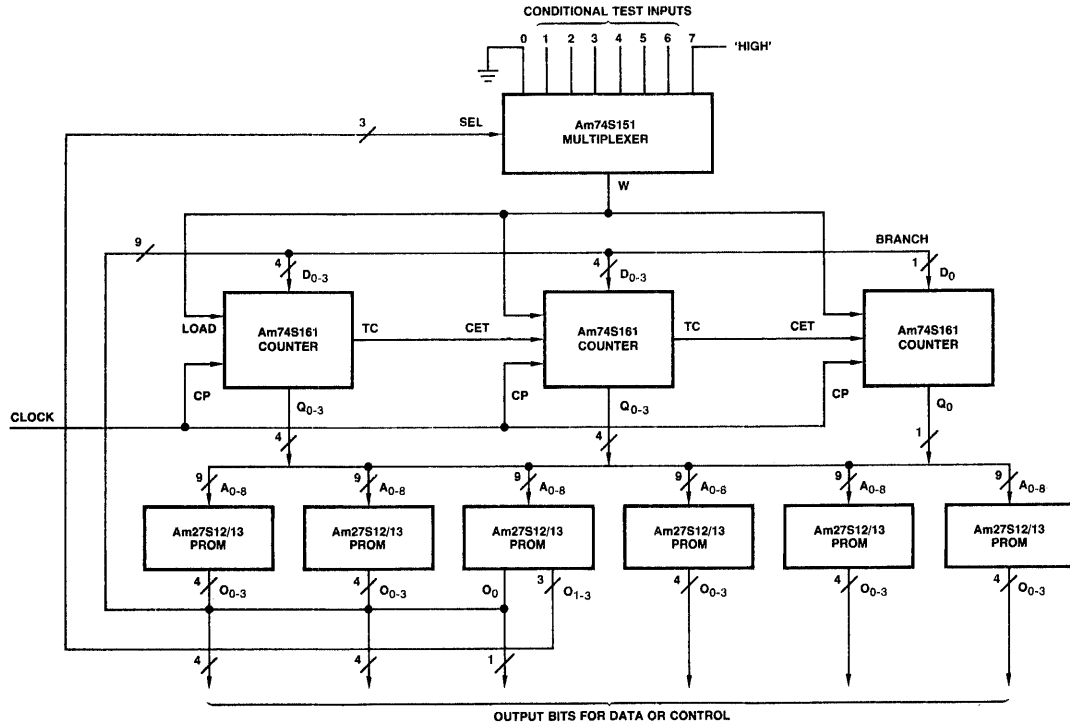 CONDITIONAL TEST INPUTS
0 1 2 3 4 5 6 7 'HIGH'
3 SEL
Am74S151
MULTIPLEXER
W
9 BRANCH
4 D0-3 4 D0-3 1 D0
LOAD
Am74S161
COUNTER
TC CET
Am74S161
COUNTER
TC CET
Am74S161
COUNTER
CP CP CP
Q0-3 Q0-3 Q0
CLOCK
4 4 1
9 A0-8 9 A0-8 9 A0-8 9 A0-6 9 A0-8 9 A0-8
Am27S12/13
PROM
Am27S12/13
PROM
Am27S12/13
PROM
Am27S12/13
PROM
Am27S12/13
PROM
Am27S12/13
PROM
4 O0-3 4 O0-3 O0 3 O1-3 4 O0-3 4 O0-3 4 O0-3
4 4 1
OUTPUT BITS FOR DATA OR CONTROL